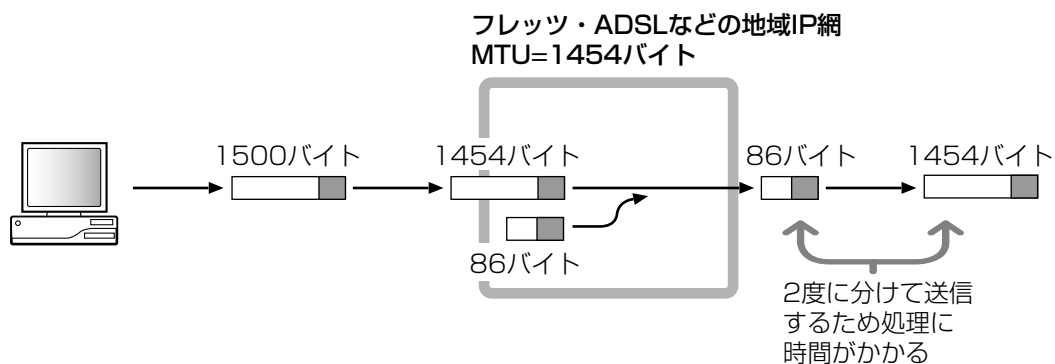 フレッツ・ADSLなどの地域IP網
MTU=1454バイト
1500バイト
1454バイト
86バイト
1454バイト
86バイト
2度に分けて送信
するため処理に
時間がかかる